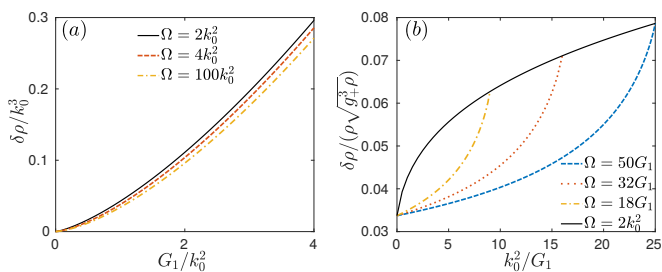 (a)
0.3
0.2
0.1
0
δρ/k₀³
Ω = 2k₀²
Ω = 4k₀²
Ω = 100k₀²
0 2 4
G₁/k₀²
(b)
0.08
0.07
0.06
0.05
0.04
0.03
δρ/(ρ√(g₊³ρ))
Ω = 50G₁
Ω = 32G₁
Ω = 18G₁
Ω = 2k₀²
0 5 10 15 20 25
k₀²/G₁